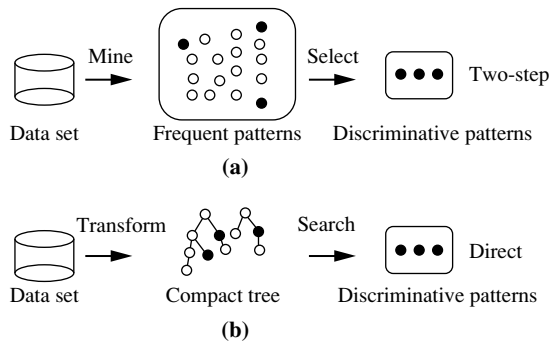 Mine
Select
Two-step
Data set
Frequent patterns
Discriminative patterns
(a)
Transform
Search
Direct
Data set
Compact tree
Discriminative patterns
(b)